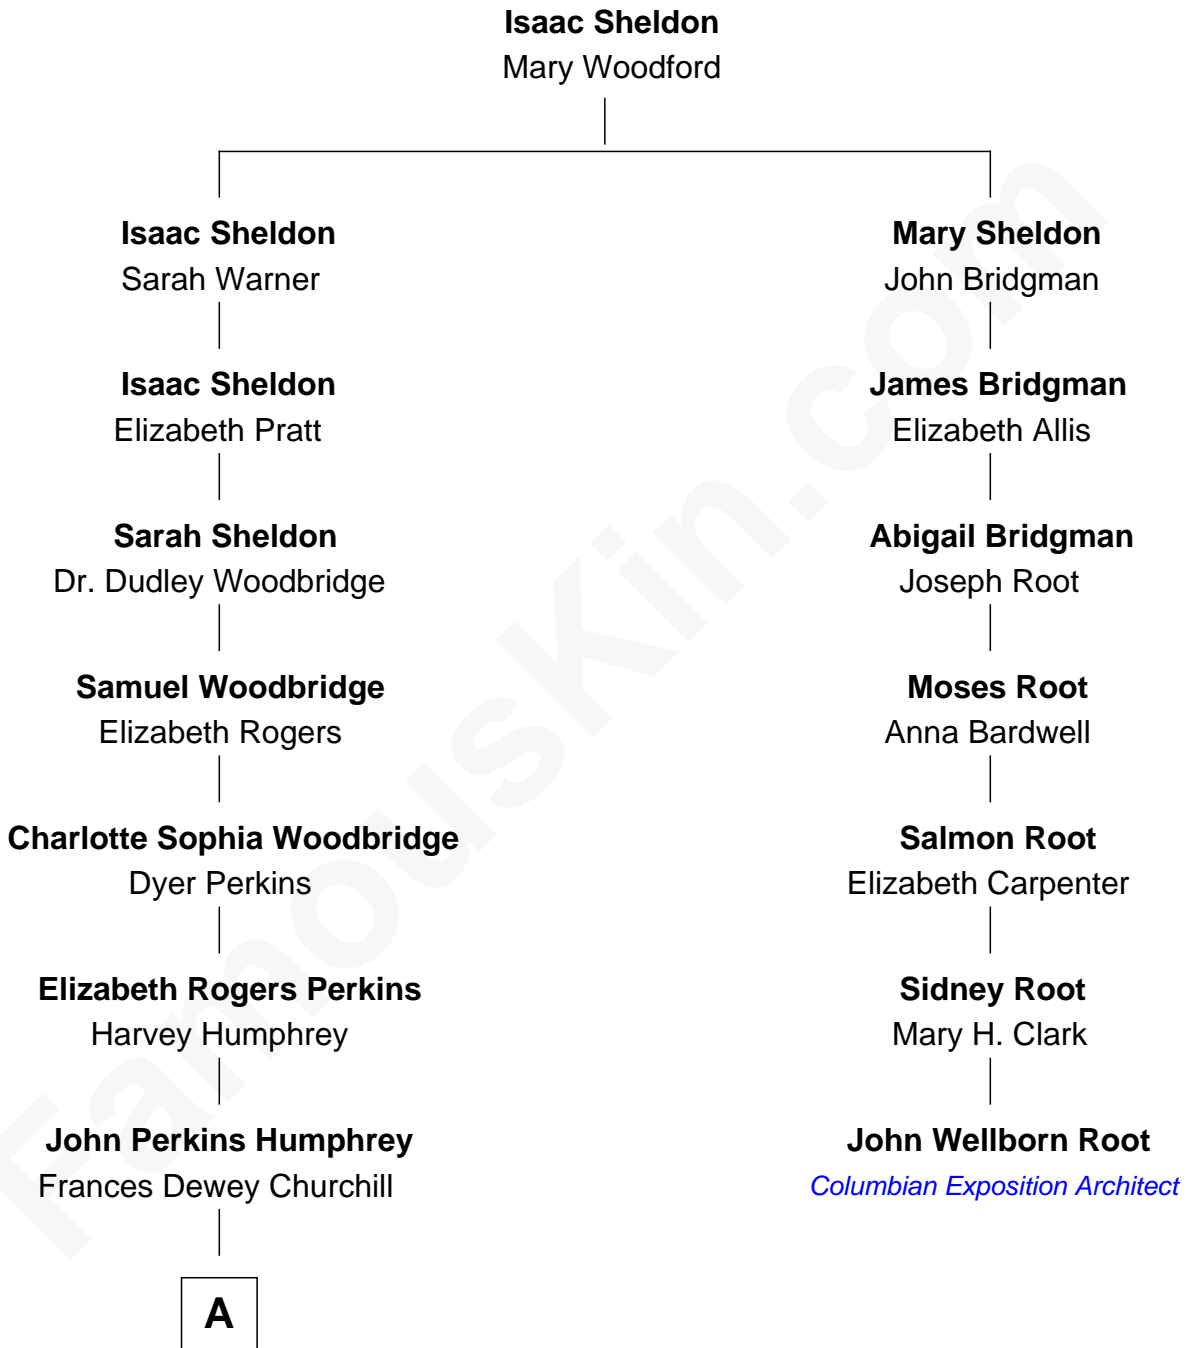 Isaac Sheldon
Mary Woodford
Isaac Sheldon
Sarah Warner
Mary Sheldon
John Bridgman
Isaac Sheldon
Elizabeth Pratt
James Bridgman
Elizabeth Allis
Sarah Sheldon
Dr. Dudley Woodbridge
Abigail Bridgman
Joseph Root
Samuel Woodbridge
Elizabeth Rogers
Moses Root
Anna Bardwell
Charlotte Sophia Woodbridge
Dyer Perkins
Salmon Root
Elizabeth Carpenter
Elizabeth Rogers Perkins
Harvey Humphrey
Sidney Root
Mary H. Clark
John Perkins Humphrey
Frances Dewey Churchill
John Wellborn Root
Columbian Exposition Architect
A
FamousKin.com